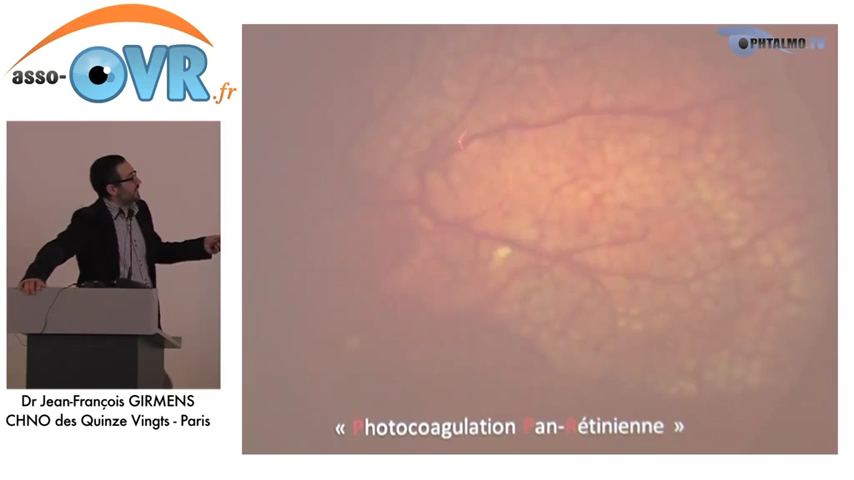 asso-OVR.fr
OPHTALMO TV
Dr Jean-François GIRMENS
CHNO des Quinze Vingts - Paris
« Photocoagulation Pan-Rétinienne »